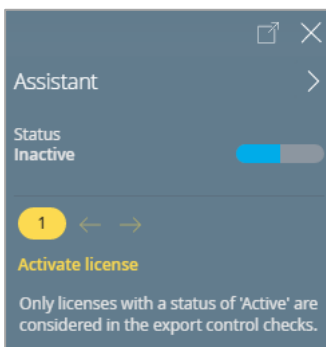 Assistant
Status
Inactive
1
Activate license
Only licenses with a status of 'Active' are
considered in the export control checks.